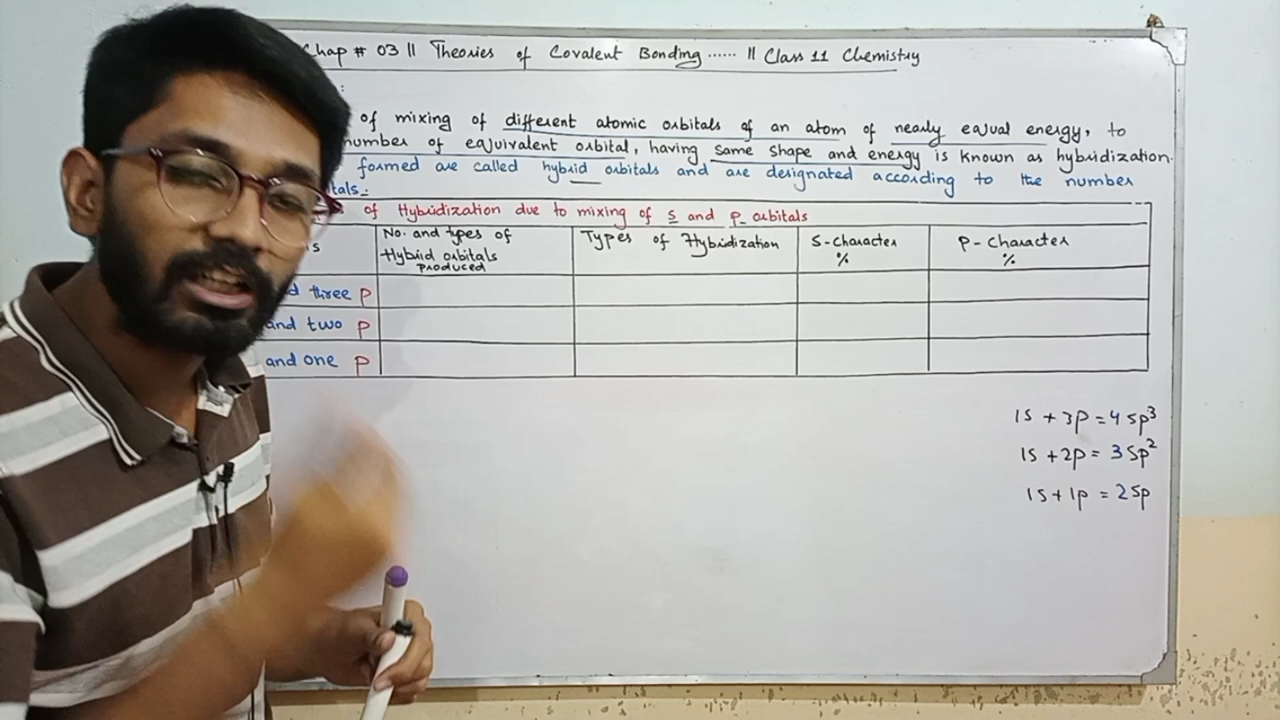 Chap # 03 || Theories of Covalent Bonding ...... || Class 11 Chemistry
:
of mixing of different atomic orbitals of an atom of nearly equal energy, to
number of equivalent orbital, having same shape and energy is known as hybridization.
formed are called hybrid orbitals and are designated according to the number
tals :
of Hybridization due to mixing of s and p orbitals
s
No. and types of Hybrid orbitals produced
Types of Hybridization
S-Character %
P-Character %
d three p
and two p
and one p
1s + 3p = 4 sp³
1s + 2p = 3 sp²
1s + 1p = 2 sp